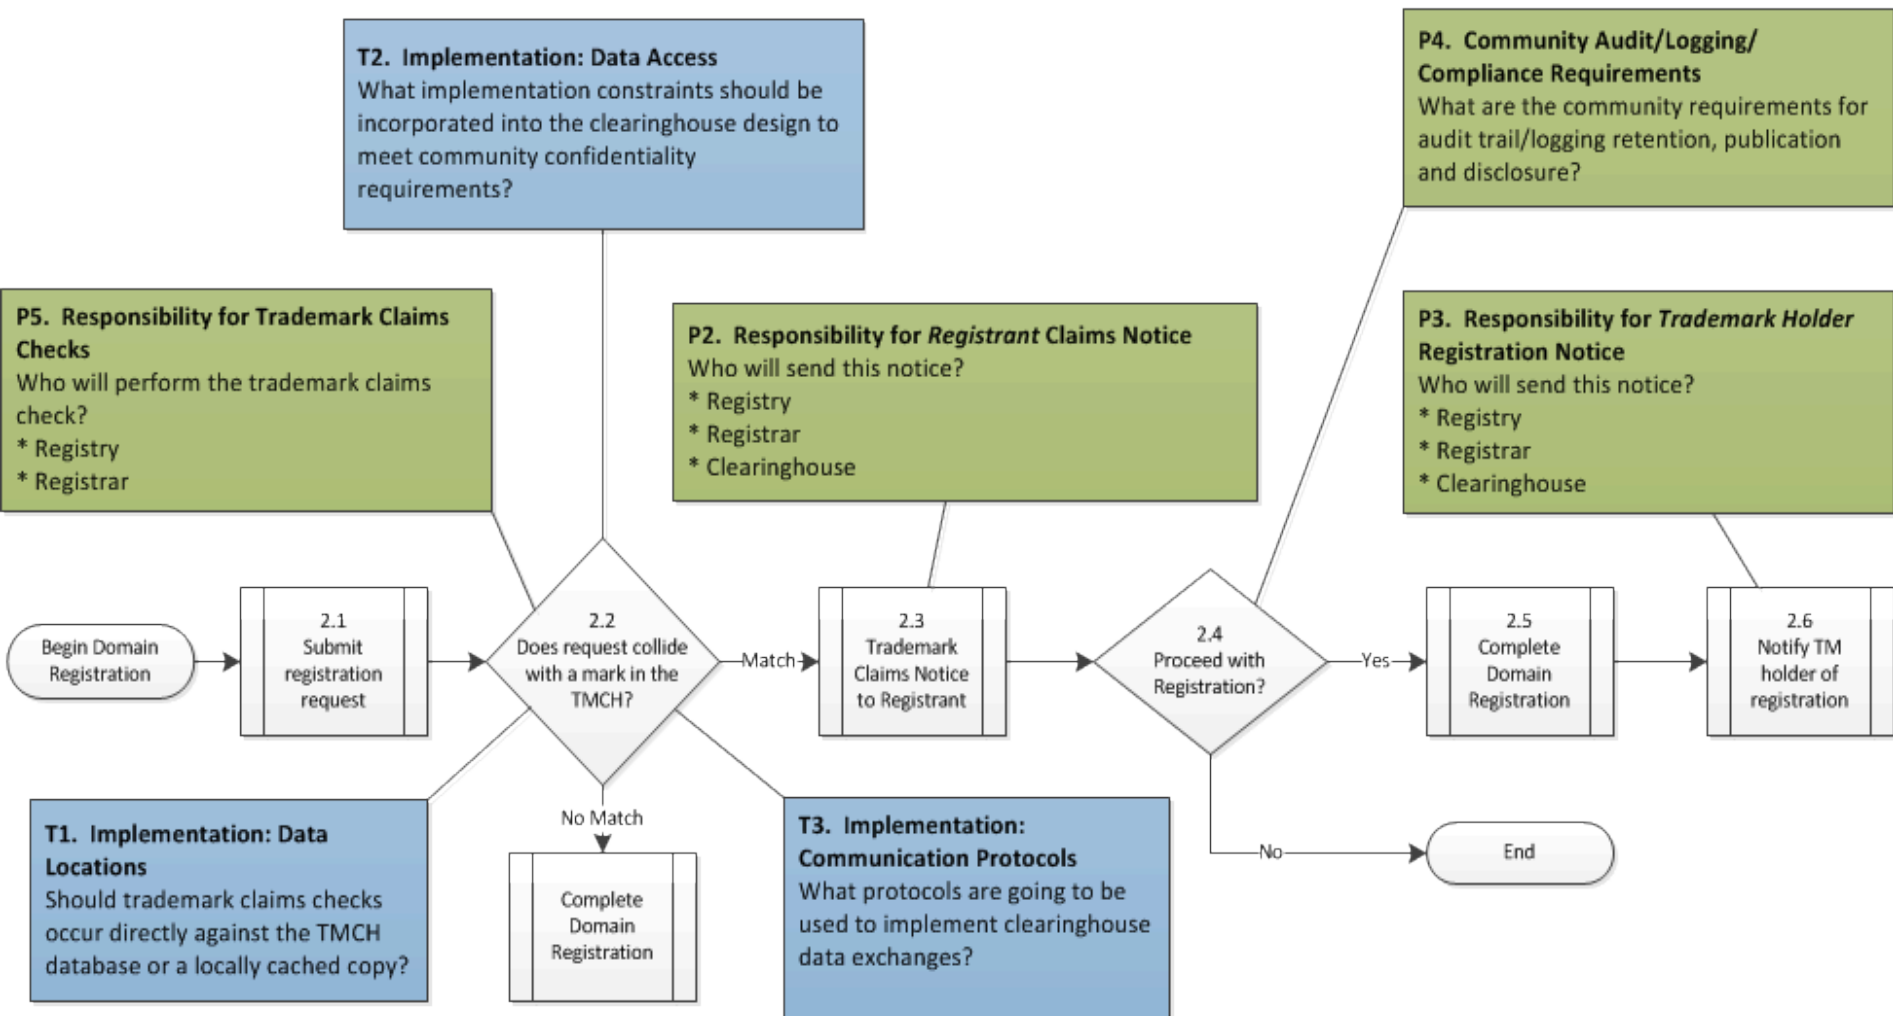 T2.  Implementation: Data Access
What implementation constraints should be
incorporated into the clearinghouse design to
meet community confidentiality
requirements?
P4.  Community Audit/Logging/
Compliance Requirements
What are the community requirements for
audit trail/logging retention, publication
and disclosure?
P5.  Responsibility for Trademark Claims
Checks
Who will perform the trademark claims
check?
* Registry
* Registrar
P2.  Responsibility for Registrant Claims Notice
Who will send this notice?
* Registry
* Registrar
* Clearinghouse
P3.  Responsibility for Trademark Holder
Registration Notice
Who will send this notice?
* Registry
* Registrar
* Clearinghouse
Begin Domain
Registration
2.1
Submit
registration
request
2.2
Does request collide
with a mark in the
TMCH?
Match
2.3
Trademark
Claims Notice
to Registrant
2.4
Proceed with
Registration?
Yes
2.5
Complete
Domain
Registration
2.6
Notify TM
holder of
registration
No Match
Complete
Domain
Registration
No
End
T1.  Implementation: Data
Locations
Should trademark claims checks
occur directly against the TMCH
database or a locally cached copy?
T3.  Implementation:
Communication Protocols
What protocols are going to be
used to implement clearinghouse
data exchanges?